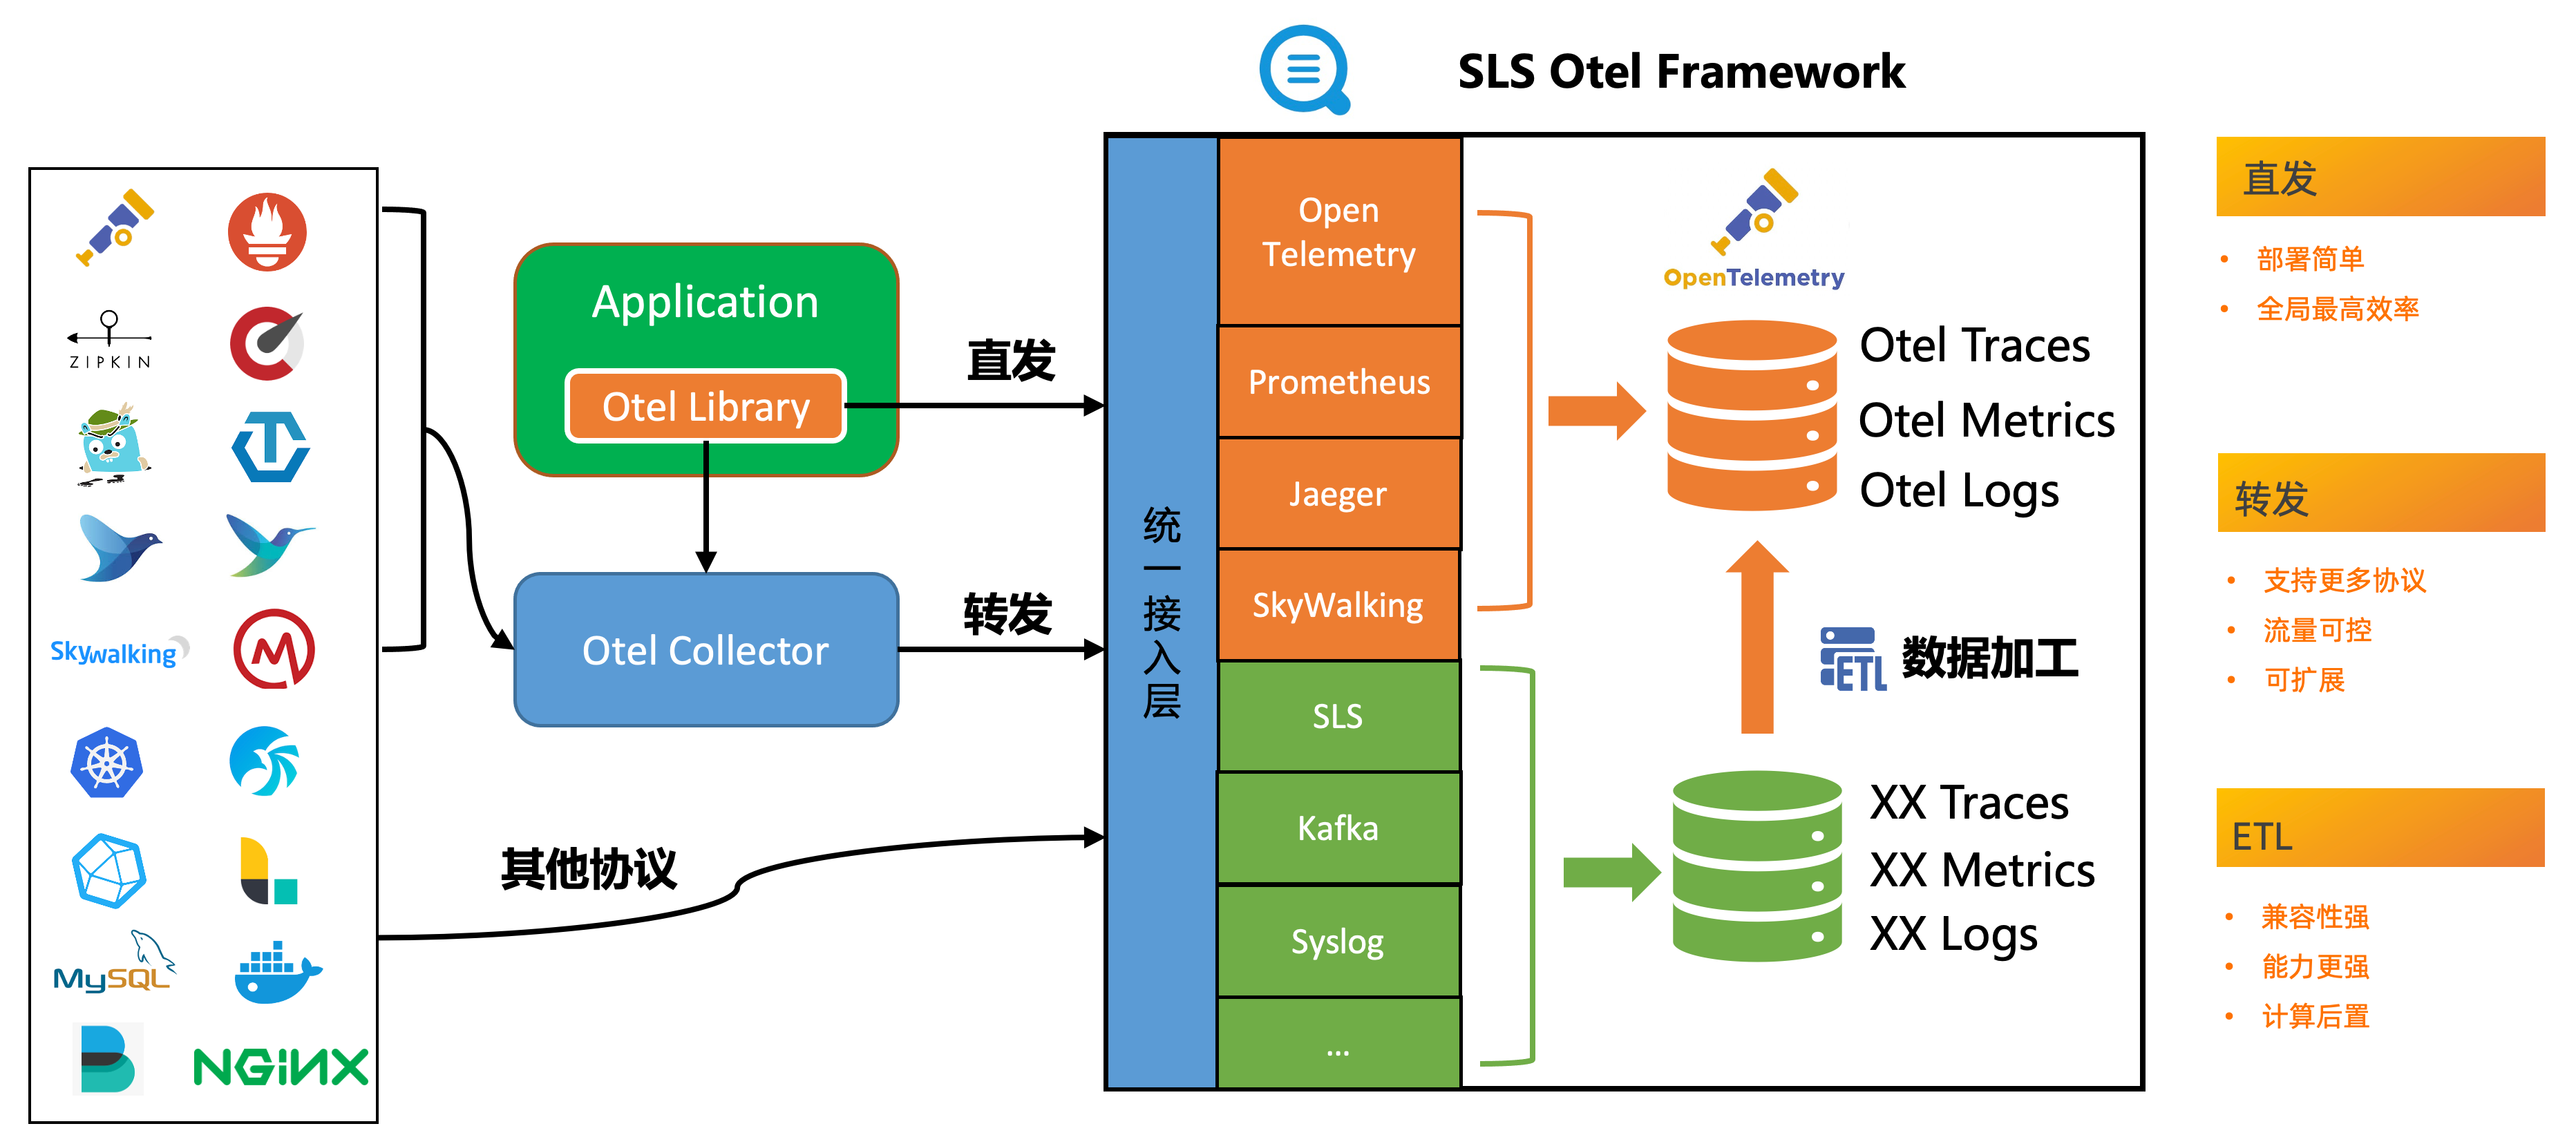 SLS Otel Framework
ZIPKIN
Skywalking
MySQL
NGINX
Application
Otel Library
Otel Collector
直发
转发
其他协议
统一接入层
Open
Telemetry
Prometheus
Jaeger
SkyWalking
SLS
Kafka
Syslog
...
OpenTelemetry
Otel Traces
Otel Metrics
Otel Logs
ETL
数据加工
XX Traces
XX Metrics
XX Logs
直发
• 部署简单
• 全局最高效率
转发
• 支持更多协议
• 流量可控
• 可扩展
ETL
• 兼容性强
• 能力更强
• 计算后置